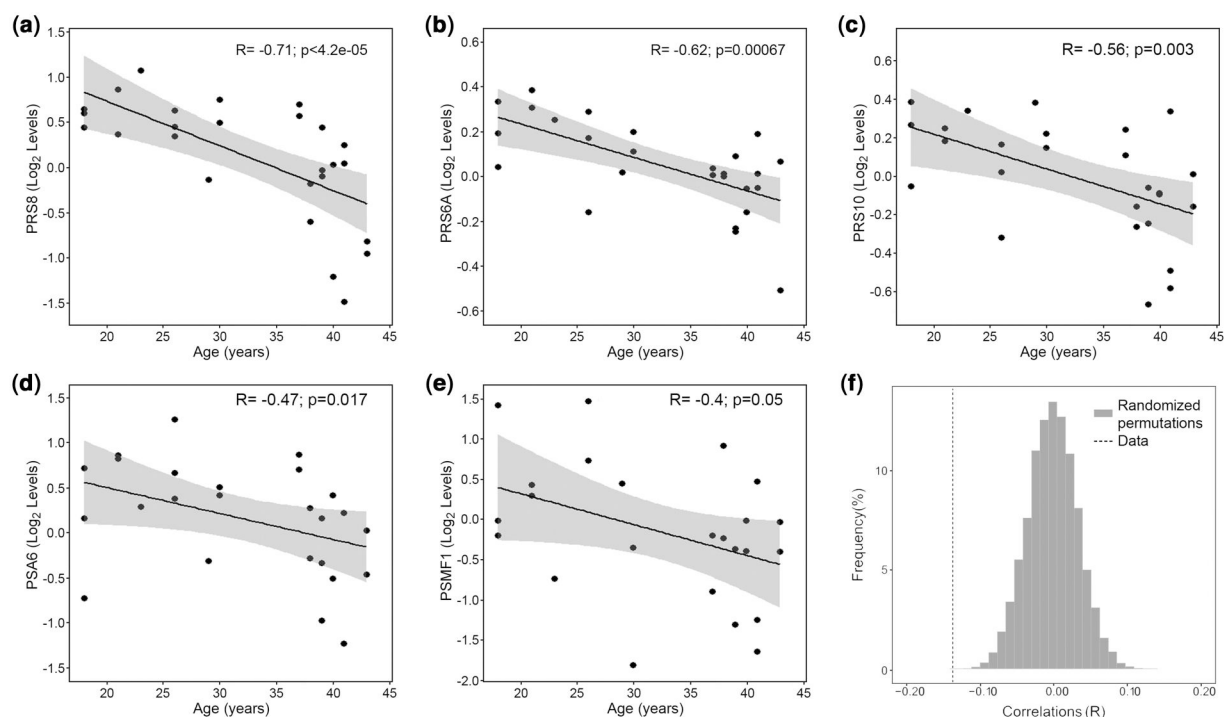 (a)
R= -0.71; p<4.2e-05
PRS8 (Log2 Levels)
1.5
1.0
0.5
0.0
-0.5
-1.0
-1.5
20 25 30 35 40 45
Age (years)
(b)
R= -0.62; p=0.00067
PRS6A (Log2 Levels)
0.6
0.4
0.2
0.0
-0.2
-0.4
-0.6
20 25 30 35 40 45
Age (years)
(c)
R= -0.56; p=0.003
PRS10 (Log2 Levels)
0.6
0.4
0.2
0.0
-0.2
-0.4
-0.6
20 25 30 35 40 45
Age (years)
(d)
R= -0.47; p=0.017
PSA6 (Log2 Levels)
1.5
1.0
0.5
0.0
-0.5
-1.0
-1.5
20 25 30 35 40 45
Age (years)
(e)
R= -0.4; p=0.05
PSMF1 (Log2 Levels)
1.5
1.0
0.5
0.0
-0.5
-1.0
-1.5
-2.0
20 25 30 35 40 45
Age (years)
(f)
Randomized
permutations
Data
Frequency(%)
10
5
0
-0.20 -0.10 0.00 0.10 0.20
Correlations (R)